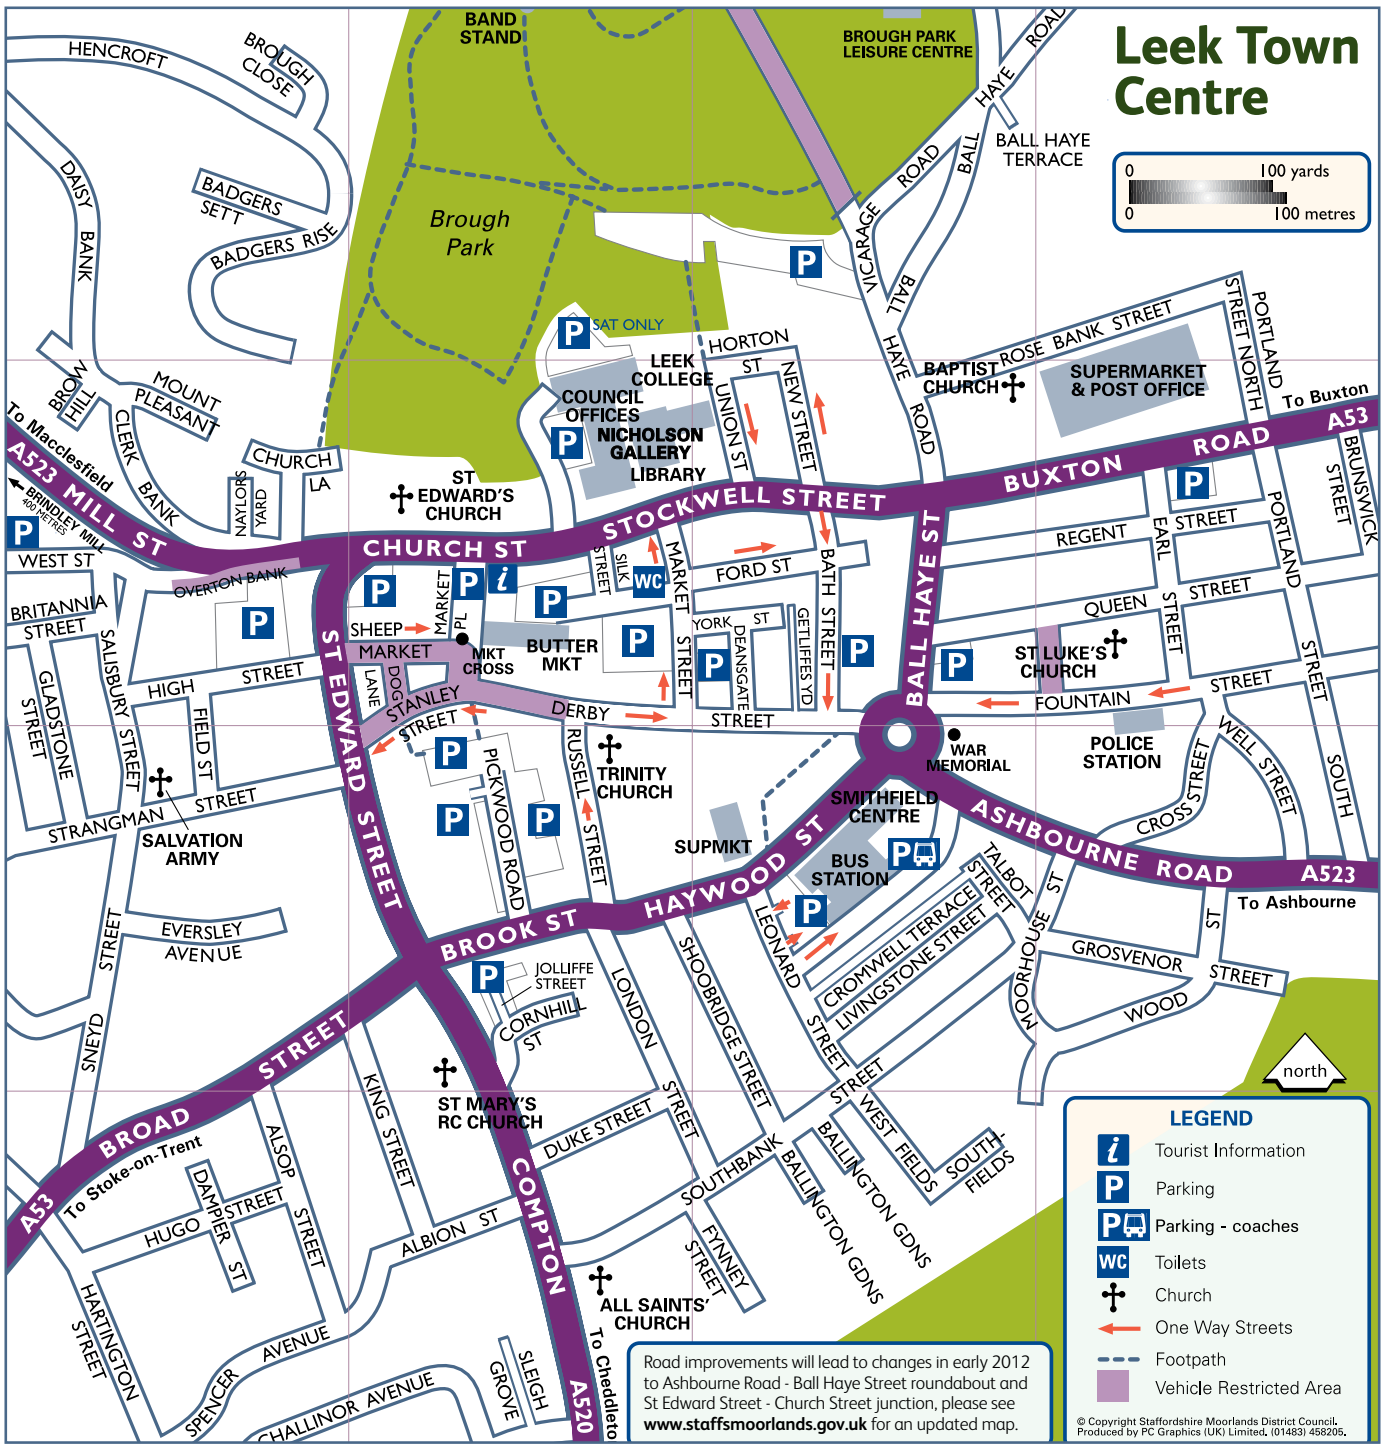 Leek Town
Centre
0
100 yards
0
100 metres
BAND
STAND
BROUGH PARK
LEISURE CENTRE
HAYE ROAD
BALL HAYE
TERRACE
HENCROFT
BROUGH
CLOSE
DAISY BANK
BADGERS
SETT
BADGERS RISE
Brough
Park
VICARAGE ROAD
BALL
BALL
HAYE
ROAD
P
P
SAT ONLY
HORTON
ST
LEEK
COLLEGE
COUNCIL
OFFICES
P
NICHOLSON
GALLERY
LIBRARY
UNION ST
NEW STREET
BAPTIST
CHURCH
ROSE BANK STREET
SUPERMARKET
& POST OFFICE
PORTLAND
STREET NORTH
To Buxton
A53
BUXTON ROAD
BRUNSWICK
STREET
BROW
HILL
MOUNT
PLEASANT
CLERK BANK
CHURCH
LA
NAYLORS
YARD
To Macclesfield
A523 MILL ST
BRINDLEY MILL
400 METRES
P
WEST ST
ST
EDWARD'S
CHURCH
CHURCH ST
STOCKWELL STREET
OVERTON BANK
BRITANNIA
STREET
SALISBURY STREET
GLADSTONE
STREET
HIGH STREET
FIELD ST
P
P
P
i
P
WC
P
P
P
P
P
SHEEP
MARKET
MARKET
PL
MKT
CROSS
BUTTER
MKT
STREET
SILK
MARKET
STREET
FORD ST
YORK ST
DEANSGATE
GETLIFFES YD
BATH STREET
BALL HAYE ST
REGENT STREET
EARL
STREET
QUEEN STREET
PORTLAND
STREET
SOUTH
ST LUKE'S
CHURCH
FOUNTAIN STREET
POLICE
STATION
WELL STREET
CROSS STREET
LANE
DOG
STANLEY
STREET
DERBY
STREET
ST EDWARD STREET
P
P
P
PICKWOOD ROAD
RUSSELL
STREET
TRINITY
CHURCH
WAR
MEMORIAL
SMITHFIELD
CENTRE
BUS
STATION
P
P
SUPMKT
STRANGMAN STREET
SALVATION
ARMY
EVERSLEY
AVENUE
SNEYD
STREET
BROOK ST
HAYWOOD ST
ASHBOURNE ROAD
A523
To Ashbourne
TALBOT
STREET
CROMWELL TERRACE
LIVINGSTONE STREET
LEONARD
STREET
MOORHOUSE ST
GROSVENOR STREET
WOOD
ST
P
JOLLIFFE
STREET
CORNHILL
ST
LONDON
STREET
SHOOBRIDGE STREET
BROAD STREET
To Stoke-on-Trent
A53
KING STREET
ALSOP
STREET
ST MARY'S
RC CHURCH
DUKE STREET
SOUTHBANK
STREET
WEST FIELDS
SOUTH-
FIELDS
BALLINGTON GDNS
BALLINGTON GDNS
DAMPIER ST
HUGO STREET
ALBION ST
COMPTON
FYNNEY
STREET
ALL SAINTS'
CHURCH
HARTINGTON
STREET
SPENCER AVENUE
CHALLINOR AVENUE
SLEIGH
GROVE
A520
To Cheddleto
Road improvements will lead to changes in early 2012
to Ashbourne Road - Ball Haye Street roundabout and
St Edward Street - Church Street junction, please see
www.staffsmoorlands.gov.uk for an updated map.
north
LEGEND
i Tourist Information
P Parking
P Parking - coaches
WC Toilets
Church
One Way Streets
Footpath
Vehicle Restricted Area
© Copyright Staffordshire Moorlands District Council.
Produced by PC Graphics (UK) Limited. (01483) 458205.